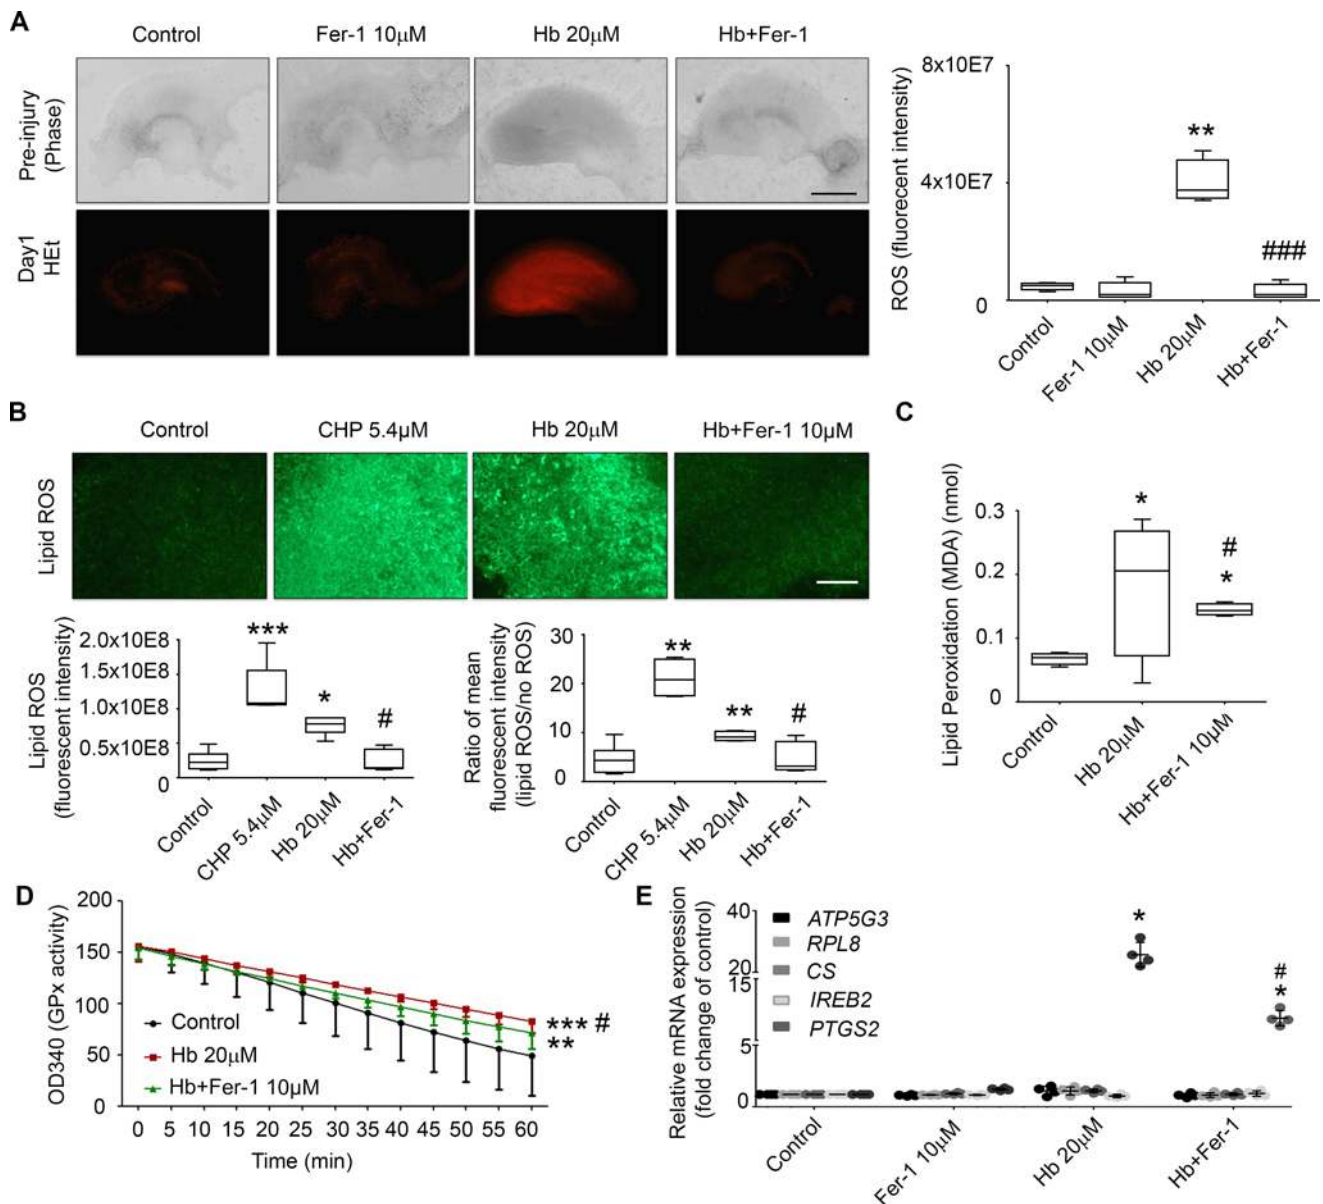 A
Control
Fer-1 10μM
Hb 20μM
Hb+Fer-1
Pre-injury
(Phase)
Day1
HEt
ROS (fluorecent intensity)
8x10E7
4x10E7
0
**
###
Control
Fer-1 10μM
Hb 20μM
Hb+Fer-1
B
Control
CHP 5.4μM
Hb 20μM
Hb+Fer-1 10μM
Lipid ROS
Lipid ROS
(fluorescent intensity)
2.0x10E8
1.5x10E8
1.0x10E8
0.5x10E8
0
***
*
#
Control
CHP 5.4μM
Hb 20μM
Hb+Fer-1
Ratio of mean
fluorescent intensity
(lipid ROS/no ROS)
30
20
10
0
**
**
#
Control
CHP 5.4μM
Hb 20μM
Hb+Fer-1
C
Lipid Peroxidation (MDA) (nmol)
0.3
0.2
0.1
0
*
#
*
Control
Hb 20μM
Hb+Fer-1 10μM
D
OD340 (GPx activity)
200
150
100
50
0
Control
Hb 20μM
Hb+Fer-1 10μM
*** #
**
0 5 10 15 20 25 30 35 40 45 50 55 60
Time (min)
E
Relative mRNA expression
(fold change of control)
40
20
15
5
0
ATP5G3
RPL8
CS
IREB2
PTGS2
*
#
*
Control
Fer-1 10μM
Hb 20μM
Hb+Fer-1